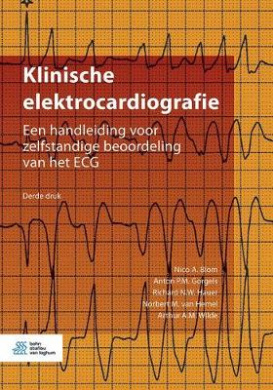 Klinische
elektrocardiografie
Een handleiding voor
zelfstandige beoordeling
van het ECG
Derde druk
Nico A. Blom
Anton P.M. Gorgels
Richard N.W. Hauer
Norbert M. van Hemel
Arthur A.M. Wilde
bohn
stafleu
van loghum